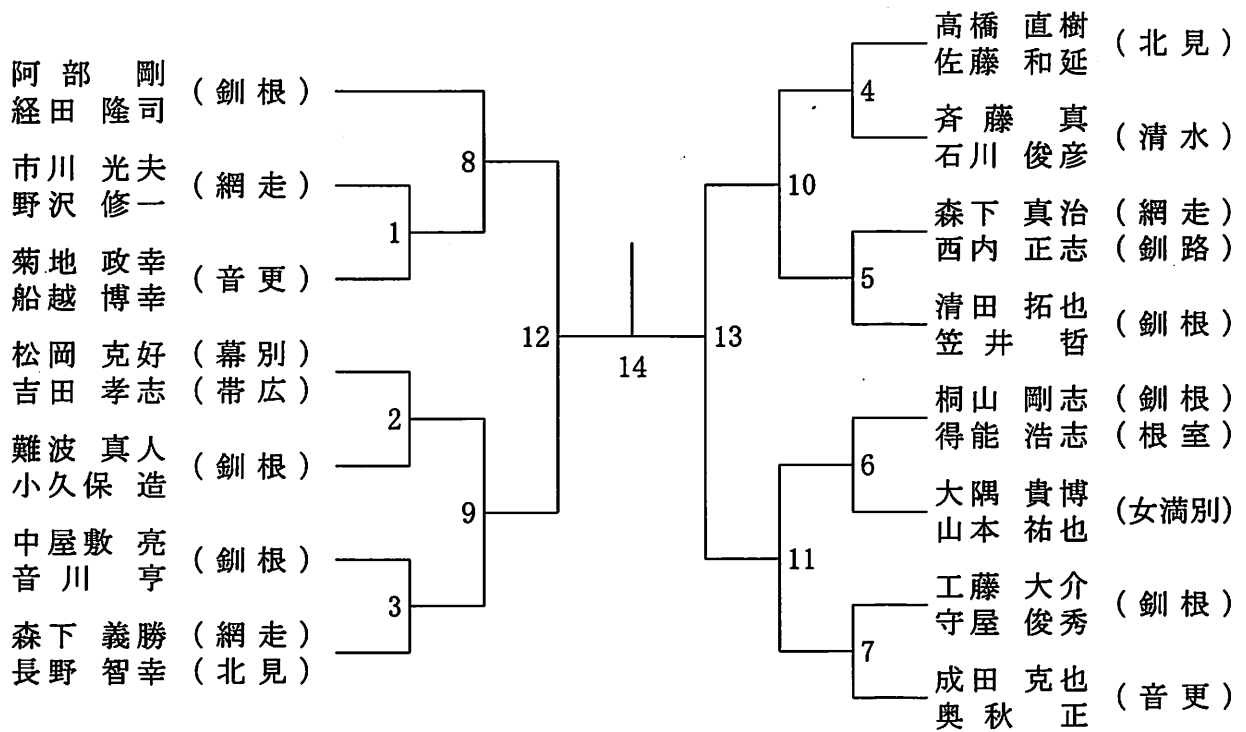 阿部 剛
経田 隆司
(釧根)
市川 光夫
野沢 修一
(網走)
菊地 政幸
船越 博幸
(音更)
松岡 克好 (幕別)
吉田 孝志 (帯広)
難波 真人
小久保 造
(釧根)
中屋敷 亮
音川 亨
(釧根)
森下 義勝 (網走)
長野 智幸 (北見)
8
1
2
9
3
12
14
13
10
4
5
11
6
7
高橋 直樹
佐藤 和延
(北見)
斉藤 真
石川 俊彦
(清水)
森下 真治 (網走)
西内 正志 (釧路)
清田 拓也
笠井 哲
(釧根)
桐山 剛志 (釧根)
得能 浩志 (根室)
大隅 貴博
山本 祐也
(女満別)
工藤 大介
守屋 俊秀
(釧根)
成田 克也
奥秋 正
(音更)